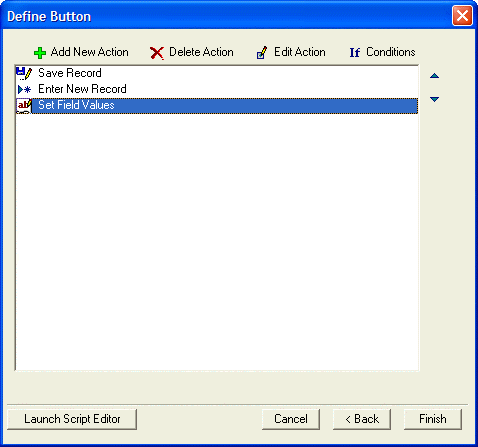 Define Button
Add New Action Delete Action Edit Action If Conditions
Save Record
Enter New Record
Set Field Values
Launch Script Editor Cancel < Back Finish